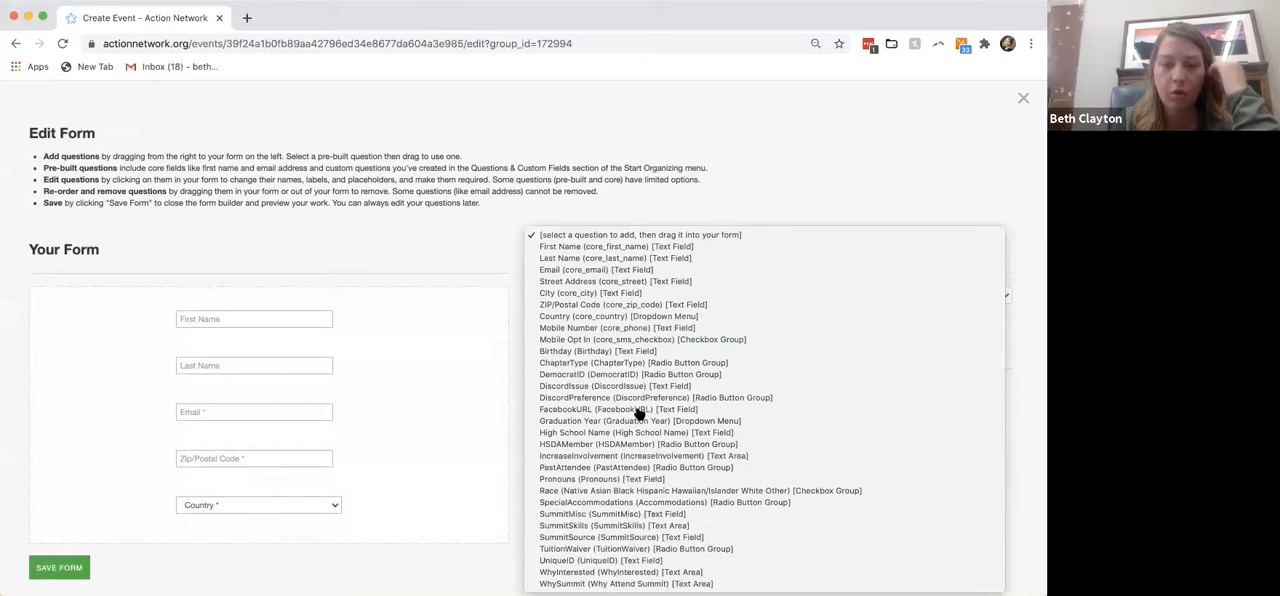 Create Event - Action Network
actionnetwork.org/events/39f24a1b0fb89aa42796ed34e8677da604a3e985/edit?group_id=172994
1
33
Apps
New Tab
Inbox (18) - beth...
Beth Clayton
Edit Form
Add questions by dragging from the right to your form on the left. Select a pre-built question then drag to use one.
Pre-built questions include core fields like first name and email address and custom questions you've created in the Questions & Custom Fields section of the Start Organizing menu.
Edit questions by clicking on them in your form to change their names, labels, and placeholders, and make them required. Some questions (pre-built and core) have limited options.
Re-order and remove questions by dragging them in your form or out of your form to remove. Some questions (like email address) cannot be removed.
Save by clicking "Save Form" to close the form builder and preview your work. You can always edit your questions later.
Your Form
First Name
Last Name
Email *
Zip/Postal Code *
Country *
SAVE FORM
[select a question to add, then drag it into your form]
First Name (core_first_name) [Text Field]
Last Name (core_last_name) [Text Field]
Email (core_email) [Text Field]
Street Address (core_street) [Text Field]
City (core_city) [Text Field]
ZIP/Postal Code (core_zip_code) [Text Field]
Country (core_country) [Dropdown Menu]
Mobile Number (core_phone) [Text Field]
Mobile Opt In (core_sms_checkbox) [Checkbox Group]
Birthday (Birthday) [Text Field]
ChapterType (ChapterType) [Radio Button Group]
DemocratID (DemocratID) [Radio Button Group]
DiscordIssue (DiscordIssue) [Text Field]
DiscordPreference (DiscordPreference) [Radio Button Group]
FacebookURL (FacebookURL) [Text Field]
Graduation Year (Graduation Year) [Dropdown Menu]
High School Name (High School Name) [Text Field]
HSDAMember (HSDAMember) [Radio Button Group]
IncreaseInvolvement (IncreaseInvolvement) [Text Area]
PastAttendee (PastAttendee) [Radio Button Group]
Pronouns (Pronouns) [Text Field]
Race (Native Asian Black Hispanic Hawaiian/Islander White Other) [Checkbox Group]
SpecialAccommodations (Accommodations) [Radio Button Group]
SummitMisc (SummitMisc) [Text Field]
SummitSkills (SummitSkills) [Text Area]
SummitSource (SummitSource) [Text Field]
TuitionWaiver (TuitionWaiver) [Radio Button Group]
UniqueID (UniqueID) [Text Field]
WhyInterested (WhyInterested) [Text Area]
WhySummit (Why Attend Summit) [Text Area]